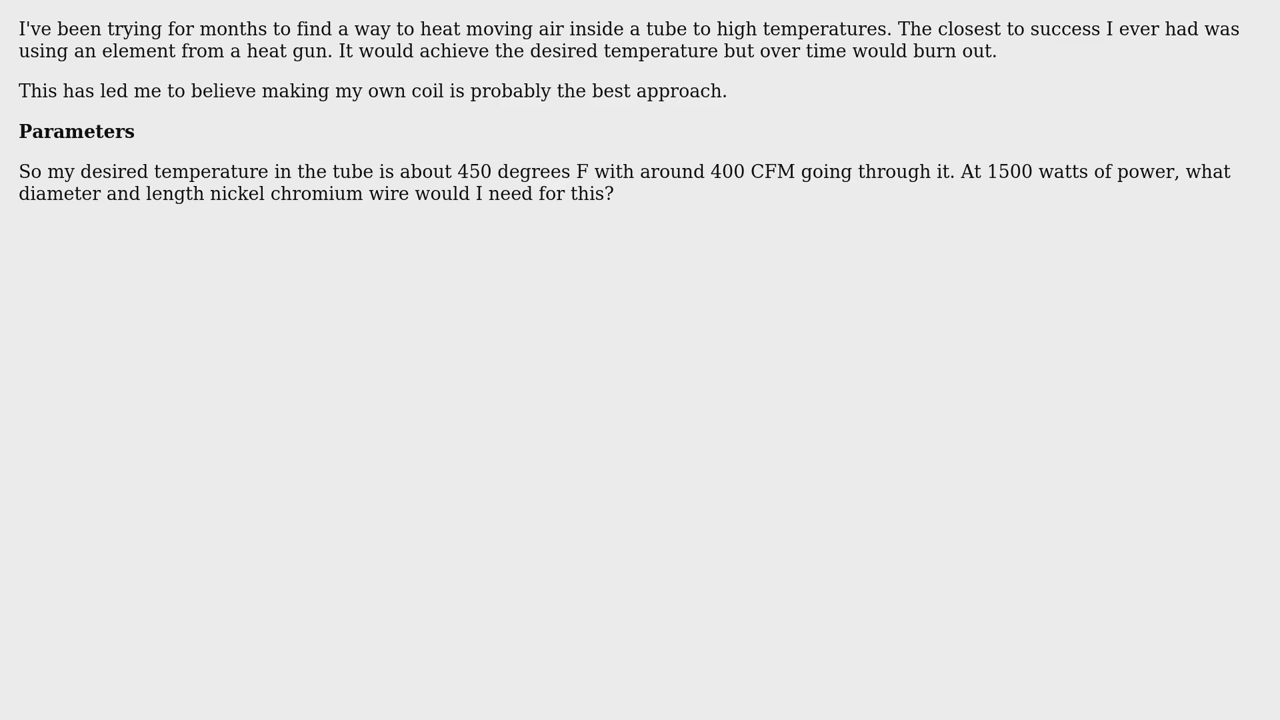 I've been trying for months to find a way to heat moving air inside a tube to high temperatures. The closest to success I ever had was
using an element from a heat gun. It would achieve the desired temperature but over time would burn out.
This has led me to believe making my own coil is probably the best approach.
Parameters
So my desired temperature in the tube is about 450 degrees F with around 400 CFM going through it. At 1500 watts of power, what
diameter and length nickel chromium wire would I need for this?